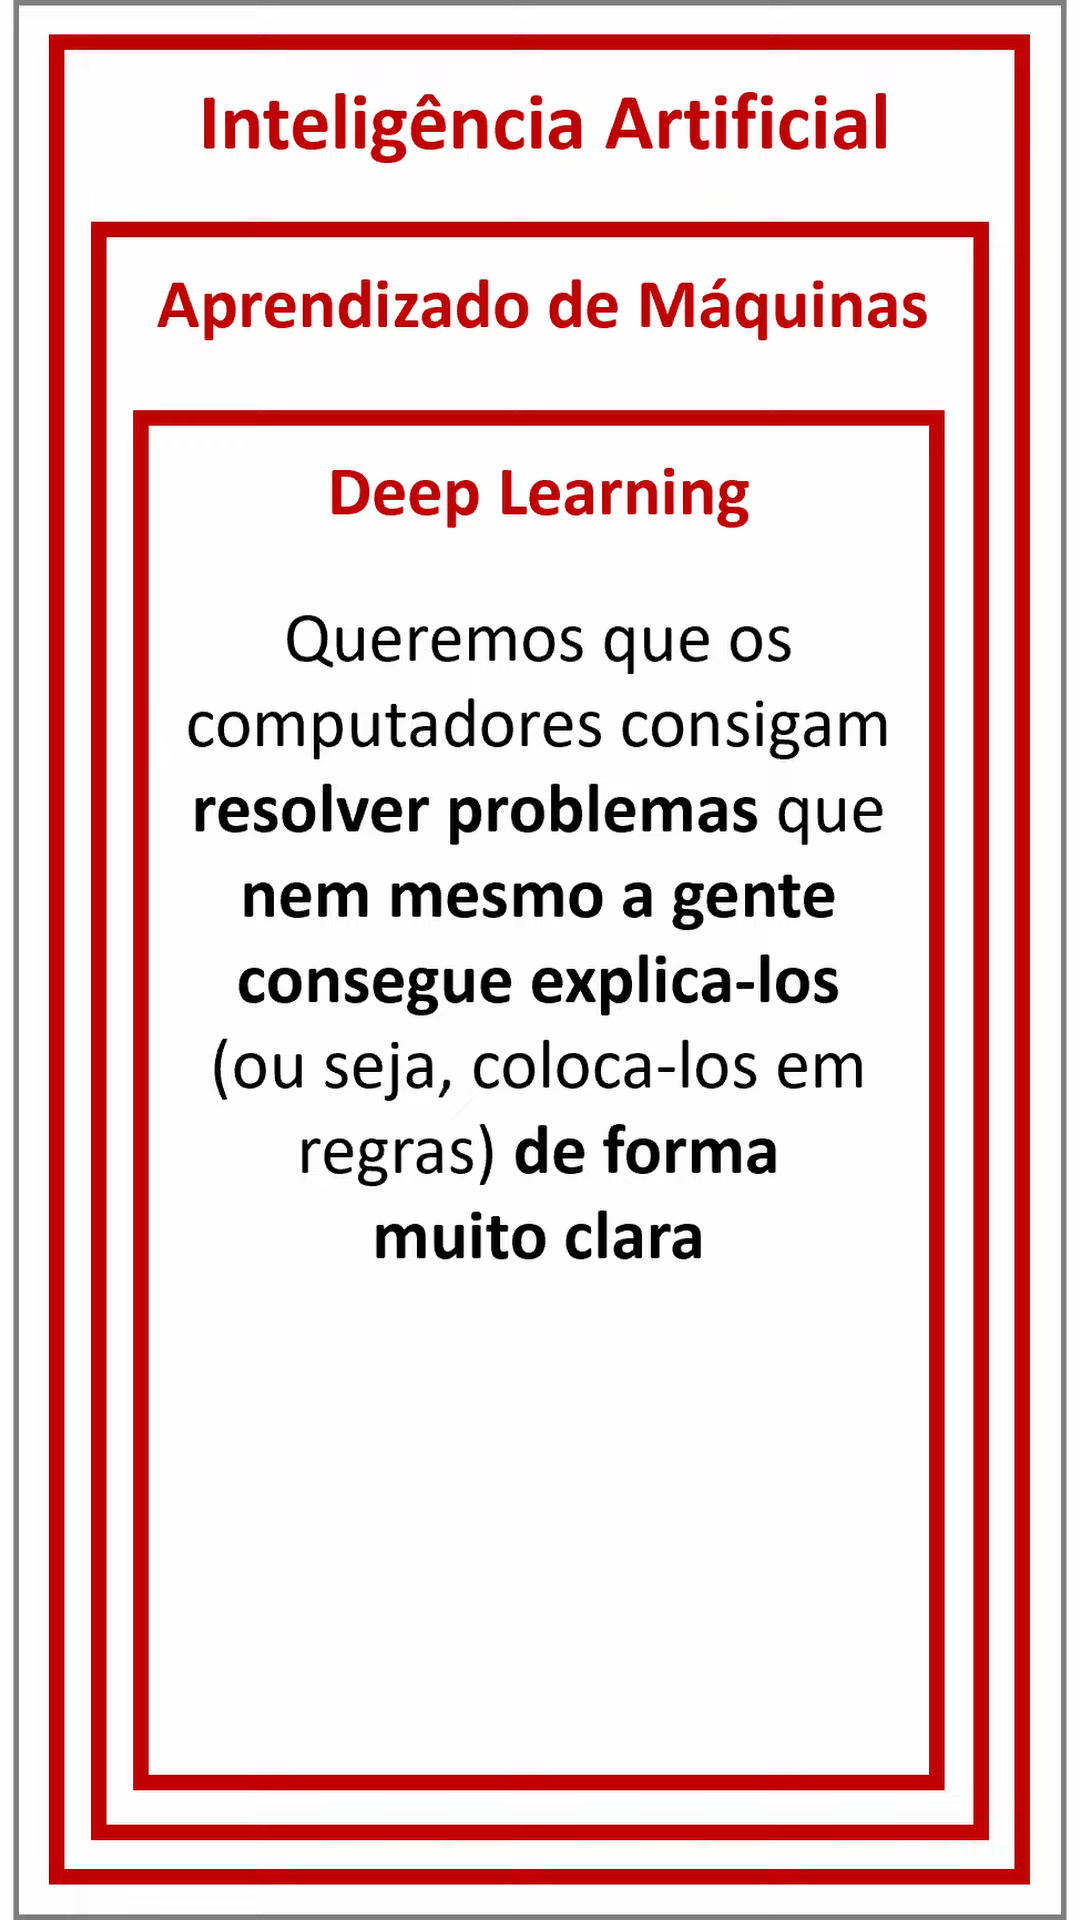 Inteligência Artificial
Aprendizado de Máquinas
Deep Learning
Queremos que os
computadores consigam
resolver problemas que
nem mesmo a gente
consegue explica-los
(ou seja, coloca-los em
regras) de forma
muito clara